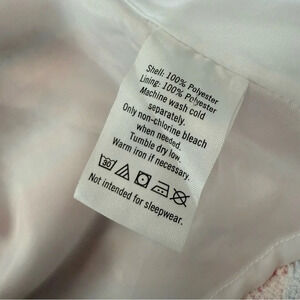 Shell: 100% Polyester
Lining: 100% Polyester
Machine wash cold
separately.
Only non-chlorine bleach
when needed.
Tumble dry low.
Warm iron if necessary.
30
Not intended for sleepwear.